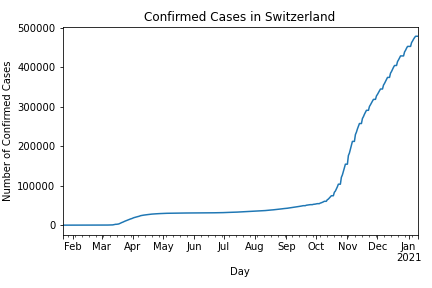 Confirmed Cases in Switzerland
500000
400000
300000
200000
100000
0
Number of Confirmed Cases
Feb Mar Apr May Jun Jul Aug Sep Oct Nov Dec Jan
2021
Day